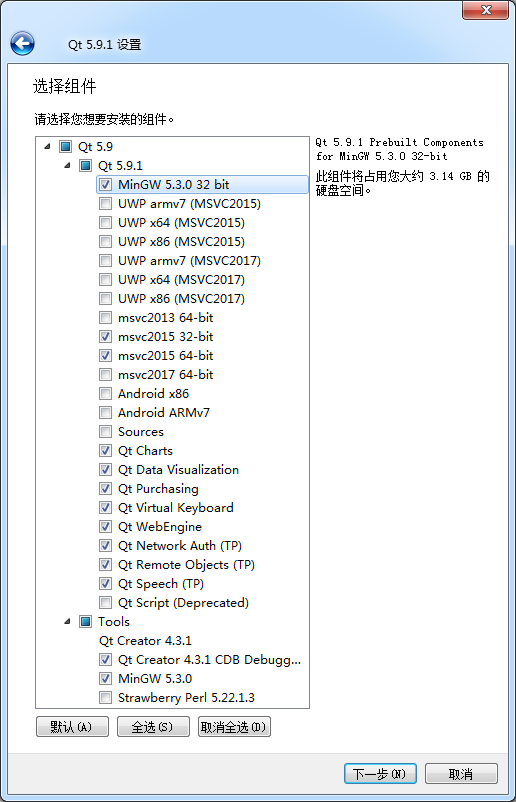 Qt 5.9.1 设置
选择组件
请选择您想要安装的组件。
Qt 5.9
Qt 5.9.1
MinGW 5.3.0 32 bit
UWP armv7 (MSVC2015)
UWP x64 (MSVC2015)
UWP x86 (MSVC2015)
UWP armv7 (MSVC2017)
UWP x64 (MSVC2017)
UWP x86 (MSVC2017)
msvc2013 64-bit
msvc2015 32-bit
msvc2015 64-bit
msvc2017 64-bit
Android x86
Android ARMv7
Sources
Qt Charts
Qt Data Visualization
Qt Purchasing
Qt Virtual Keyboard
Qt WebEngine
Qt Network Auth (TP)
Qt Remote Objects (TP)
Qt Speech (TP)
Qt Script (Deprecated)
Tools
Qt Creator 4.3.1
Qt Creator 4.3.1 CDB Debugg...
MinGW 5.3.0
Strawberry Perl 5.22.1.3
Qt 5.9.1 Prebuilt Components
for MinGW 5.3.0 32-bit
此组件将占用您大约 3.14 GB 的
硬盘空间。
默认(A)
全选(S)
取消全选(D)
下一步(N)
取消